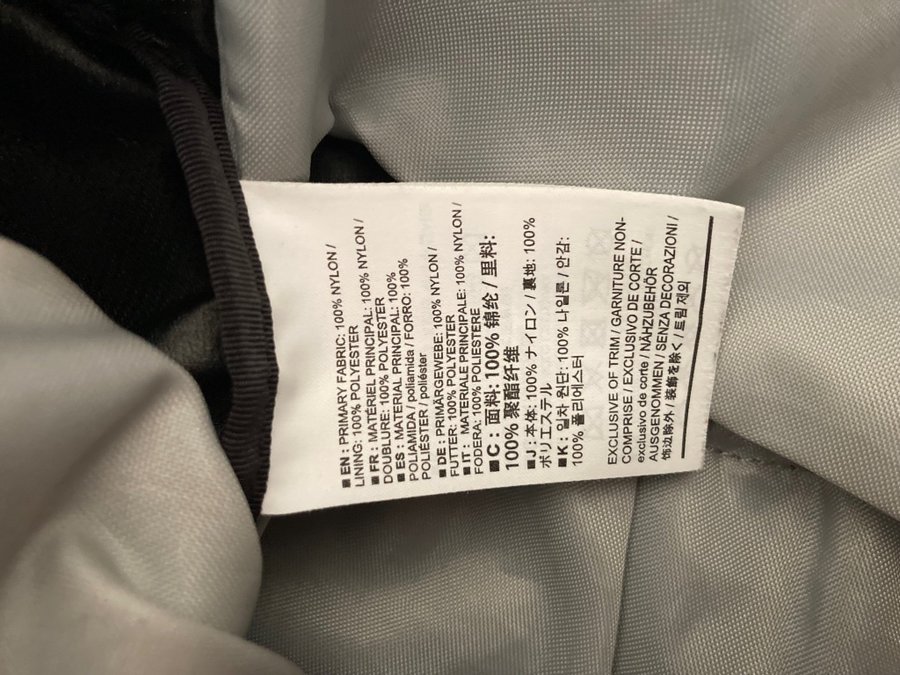 ■ EN : PRIMARY FABRIC: 100% NYLON /
LINING: 100% POLYESTER
■ FR : MATÉRIEL PRINCIPAL: 100% NYLON /
DOUBLURE: 100% POLYESTER
■ ES : MATERIAL PRINCIPAL: 100%
POLIAMIDA / poliamida / FORRO: 100%
POLIÉSTER / poliéster
■ DE : PRIMÄRGEWEBE: 100% NYLON /
FUTTER: 100% POLYESTER
■ IT : MATERIALE PRINCIPALE: 100% NYLON /
FODERA: 100% POLIESTERE
■ C : 面料: 100% 锦纶 / 里料:
100% 聚酯纤维
■ J : 本体: 100% ナイロン / 裏地: 100%
ポリエステル
■ K : 일차 원단: 100% 나일론 / 안감:
100% 폴리에스터
EXCLUSIVE OF TRIM / GARNITURE NON-
COMPRISE / EXCLUSIVO DE CORTE /
exclusivo de corte / NÄHZUBEHÖR
AUSGENOMMEN / SENZA DECORAZIONI /
饰边除外 / 装飾を除く / 트림 제외